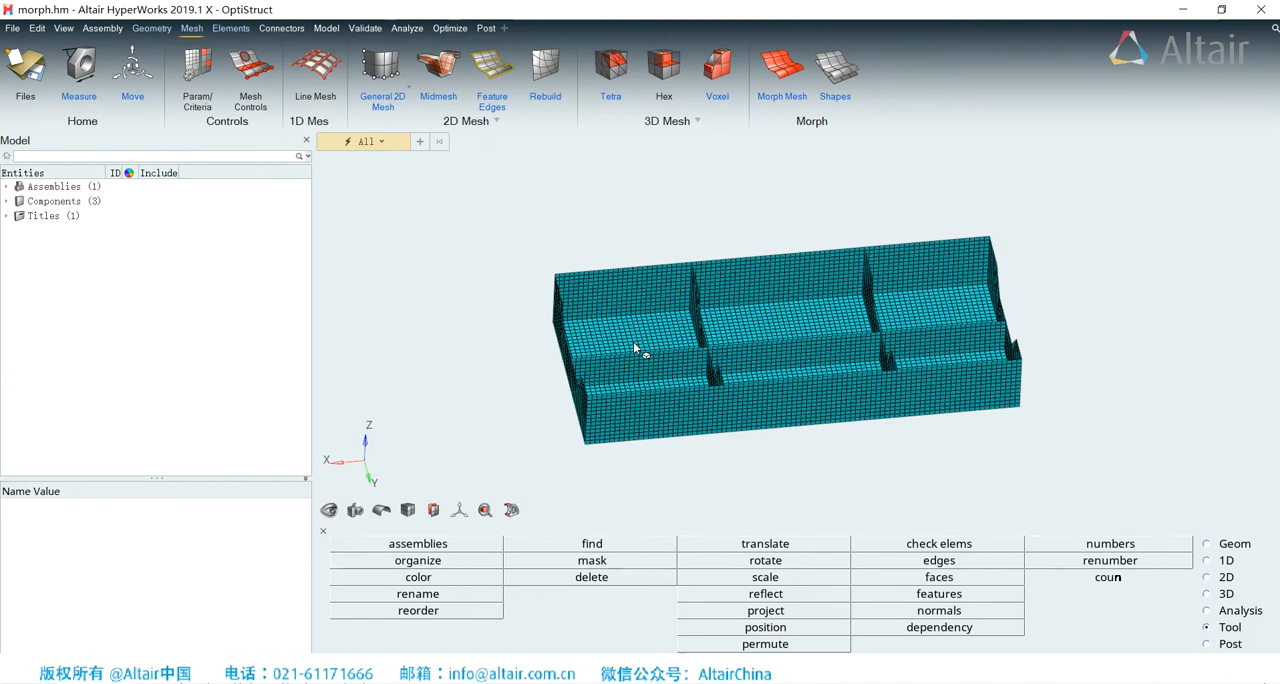 morph.hm - Altair HyperWorks 2019.1 X - OptiStruct
File Edit View Assembly Geometry Mesh Elements Connectors Model Validate Analyze Optimize Post +
Altair
Files Measure Move Param/ Criteria Mesh Controls Line Mesh General 2D Mesh Midmesh Feature Edges Rebuild Tetra Hex Voxel Morph Mesh Shapes
Home Controls 1D Mes 2D Mesh 3D Mesh Morph
Model
All
Entities ID Include
Assemblies (1)
Components (3)
Titles (1)
Z
X
Y
Name Value
assemblies find translate check elems numbers Geom
organize mask rotate edges renumber 1D
color delete scale faces coun 2D
rename reflect features 3D
reorder project normals Analysis
position dependency Tool
permute Post
版权所有 @Altair中国 电话：021-61171666 邮箱：info@altair.com.cn 微信公众号：AltairChina